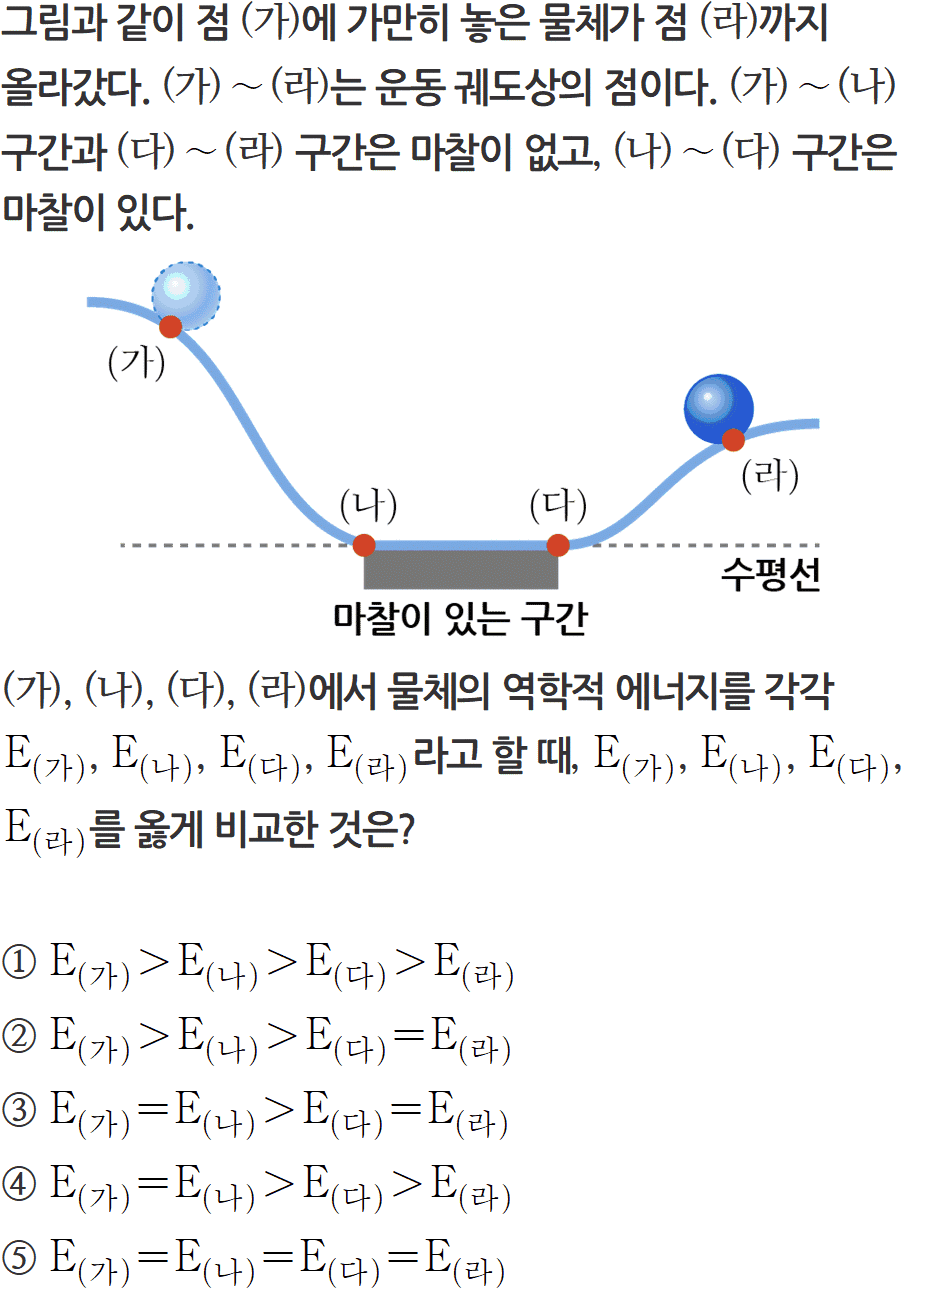 그림과 같이 점 (가)에 가만히 놓은 물체가 점 (라)까지
올라갔다. (가) ~ (라)는 운동 궤도상의 점이다. (가) ~ (나)
구간과 (다) ~ (라) 구간은 마찰이 없고, (나) ~ (다) 구간은
마찰이 있다.
(가)
(라)
(나)
(다)
수평선
마찰이 있는 구간
(가), (나), (다), (라)에서 물체의 역학적 에너지를 각각
E(가), E(나), E(다), E(라)라고 할 때, E(가), E(나), E(다),
E(라)를 옳게 비교한 것은?
① E(가)>E(나)>E(다)>E(라)
② E(가)>E(나)>E(다)=E(라)
③ E(가)=E(나)>E(다)=E(라)
④ E(가)=E(나)>E(다)>E(라)
⑤ E(가)=E(나)=E(다)=E(라)